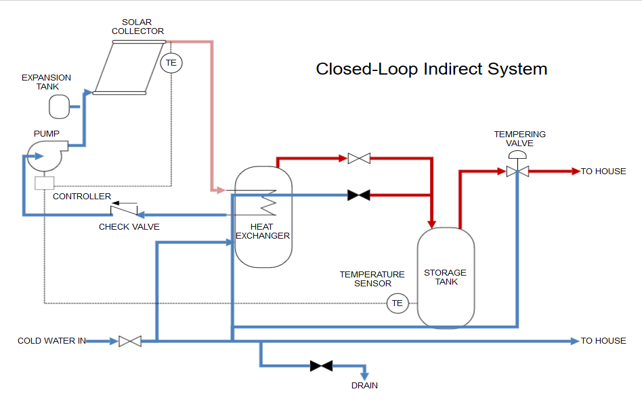 SOLAR
COLLECTOR
Closed-Loop Indirect System
TE
EXPANSION
TANK
PUMP
TEMPERING
VALVE
TO HOUSE
CONTROLLER
CHECK VALVE
HEAT
EXCHANGER
TEMPERATURE
SENSOR
STORAGE
TANK
TE
COLD WATER IN
TO HOUSE
DRAIN